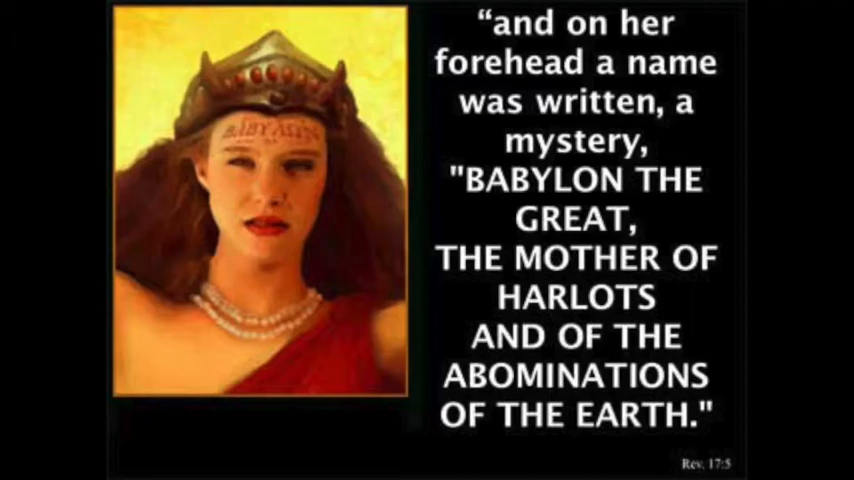 BABYLON
“and on her
forehead a name
was written, a
mystery,
"BABYLON THE
GREAT,
THE MOTHER OF
HARLOTS
AND OF THE
ABOMINATIONS
OF THE EARTH."
Rev. 17:5